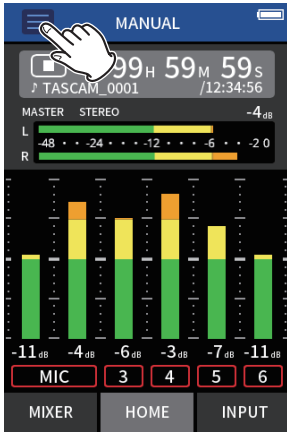 MANUAL
99H 59M 59S
♪ TASCAM_0001 /12:34:56
MASTER STEREO -4dB
L
-48 · · -24 · · -12 · · -6 · · -2 0
R
-11dB -4dB -6dB -3dB -7dB -11dB
MIC 3 4 5 6
MIXER HOME INPUT